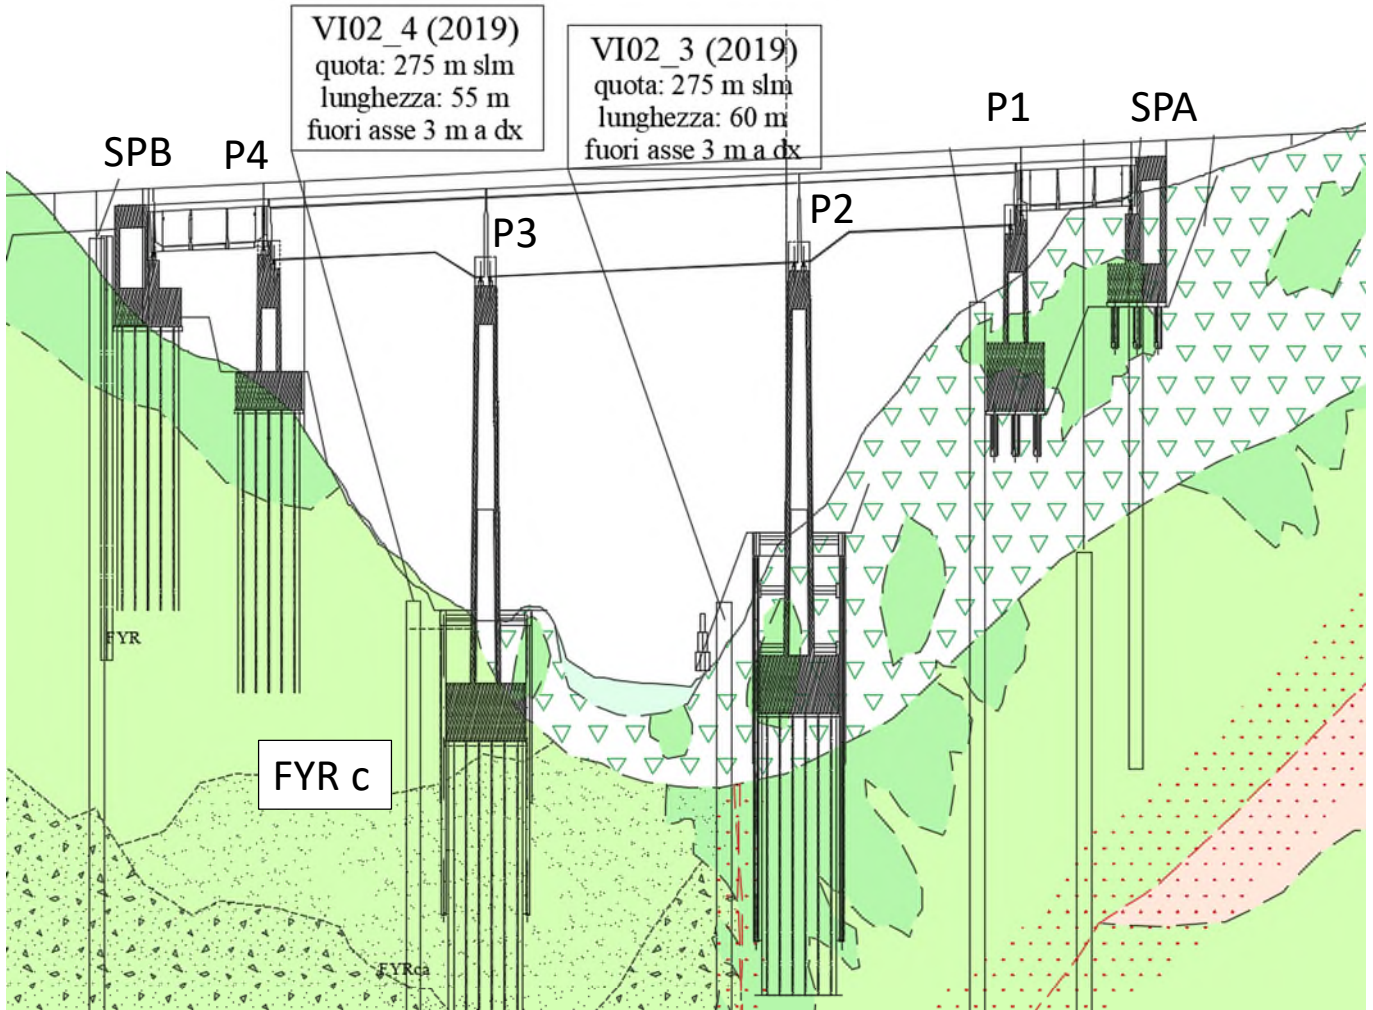 VI02_4 (2019)
quota: 275 m slm
lunghezza: 55 m
fuori asse 3 m a dx
VI02_3 (2019)
quota: 275 m slm
lunghezza: 60 m
fuori asse 3 m a dx
P1
SPA
SPB
P4
P3
P2
FYR
FYR c
FYRca